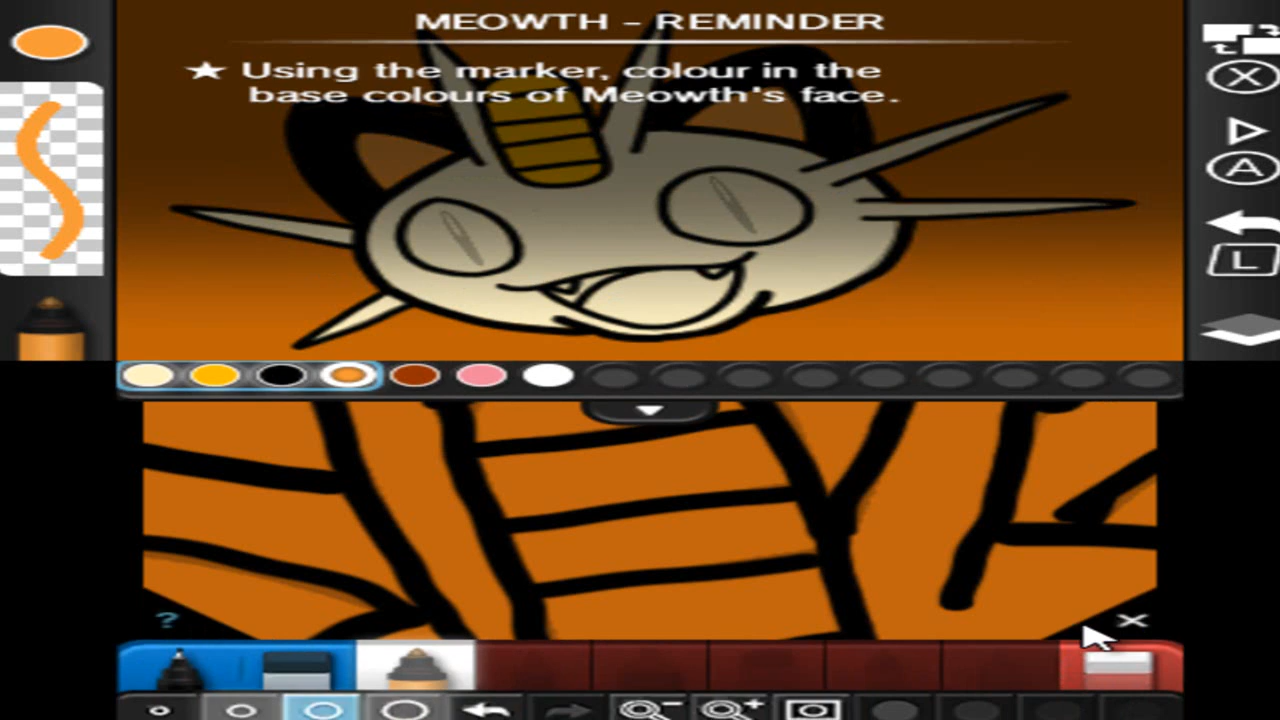 MEOWTH - REMINDER
★ Using the marker, colour in the
base colours of Meowth's face.
X
A
L
?